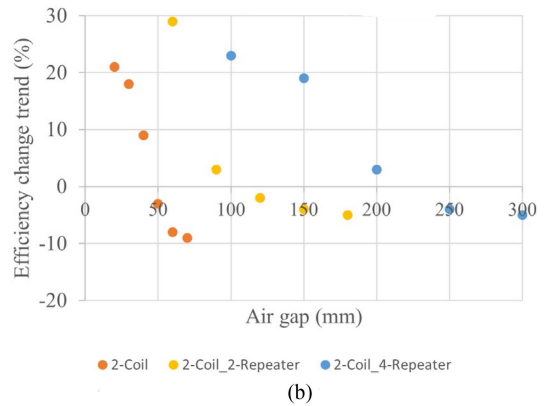 30
20
10
0
-10
-20
0 50 100 150 200 250 300
Efficiency change trend (%)
Air gap (mm)
2-Coil 2-Coil_2-Repeater 2-Coil_4-Repeater
(b)